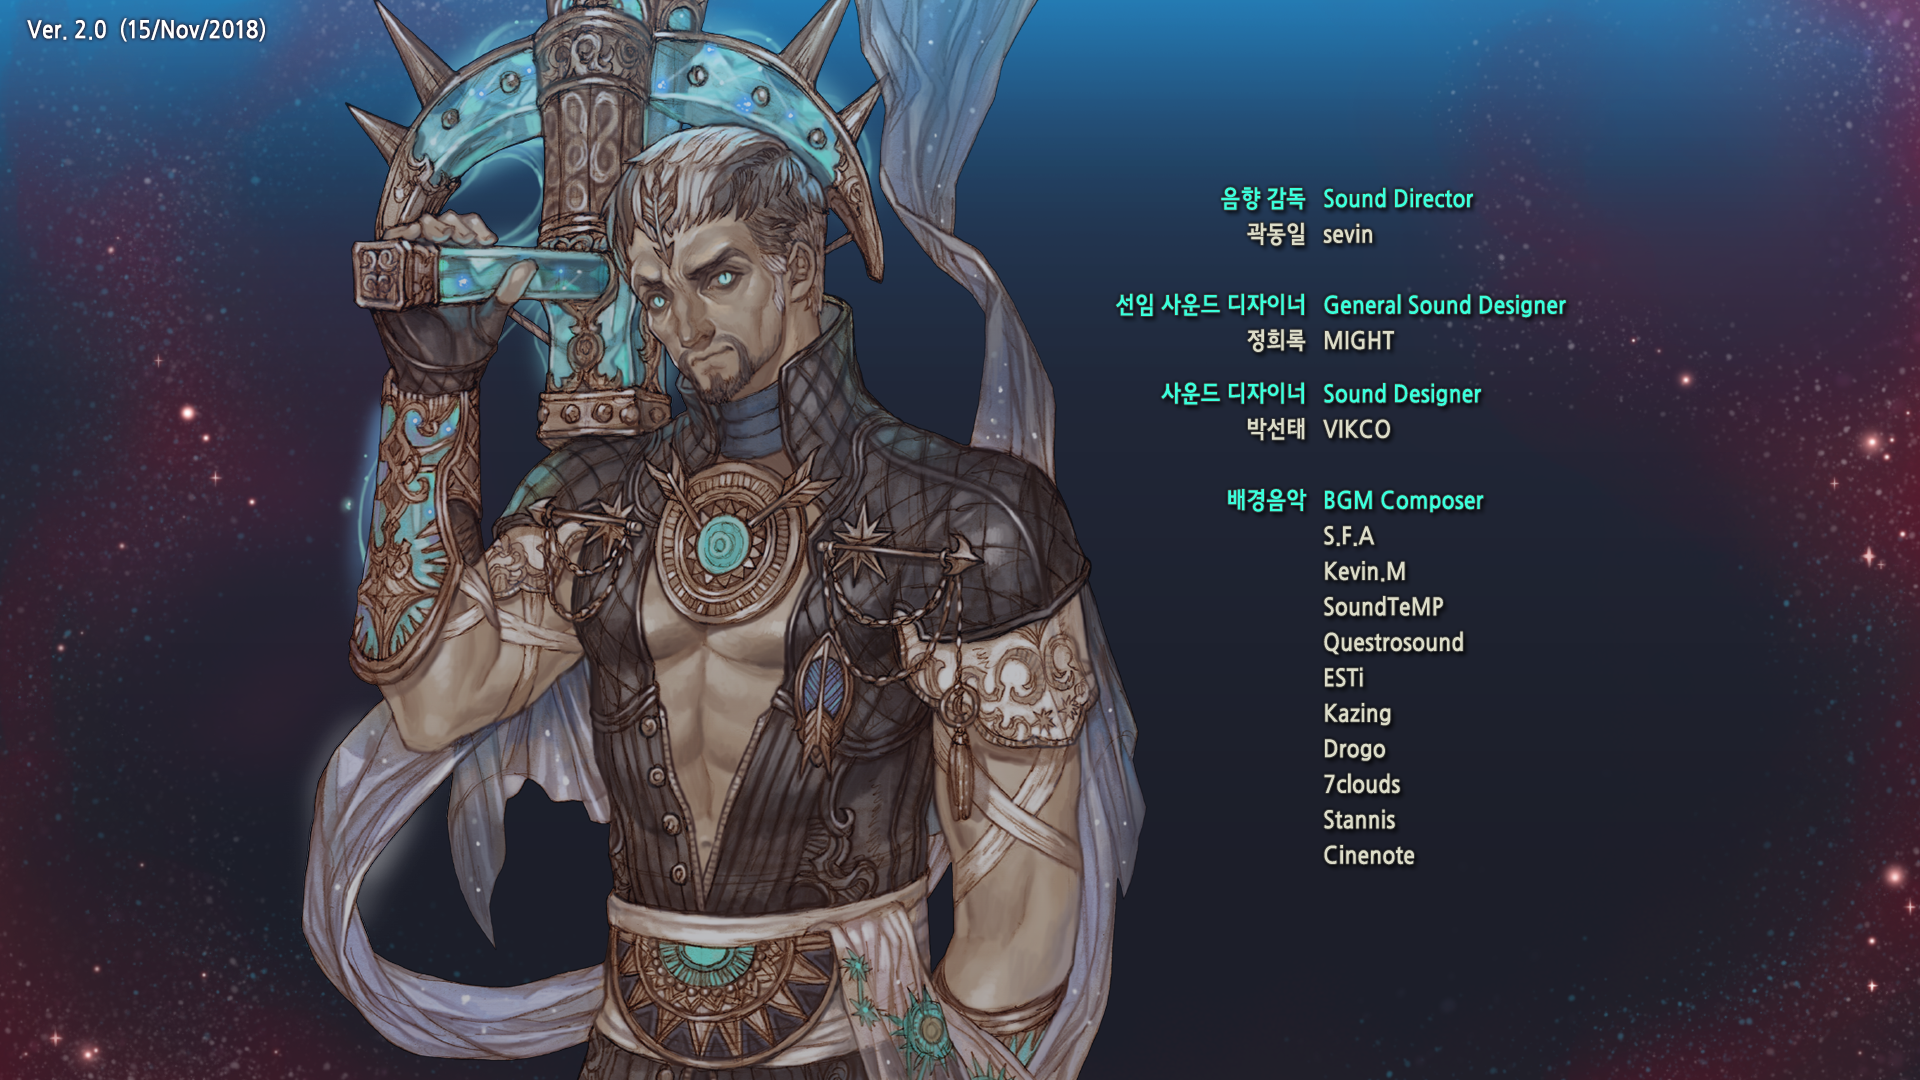 Ver. 2.0 (15/Nov/2018)
음향 감독 Sound Director
곽동일 sevin
선임 사운드 디자이너 General Sound Designer
정희록 MIGHT
사운드 디자이너 Sound Designer
박선태 VIKCO
배경음악 BGM Composer
S.F.A
Kevin.M
SoundTeMP
Questrosound
ESTi
Kazing
Drogo
7clouds
Stannis
Cinenote